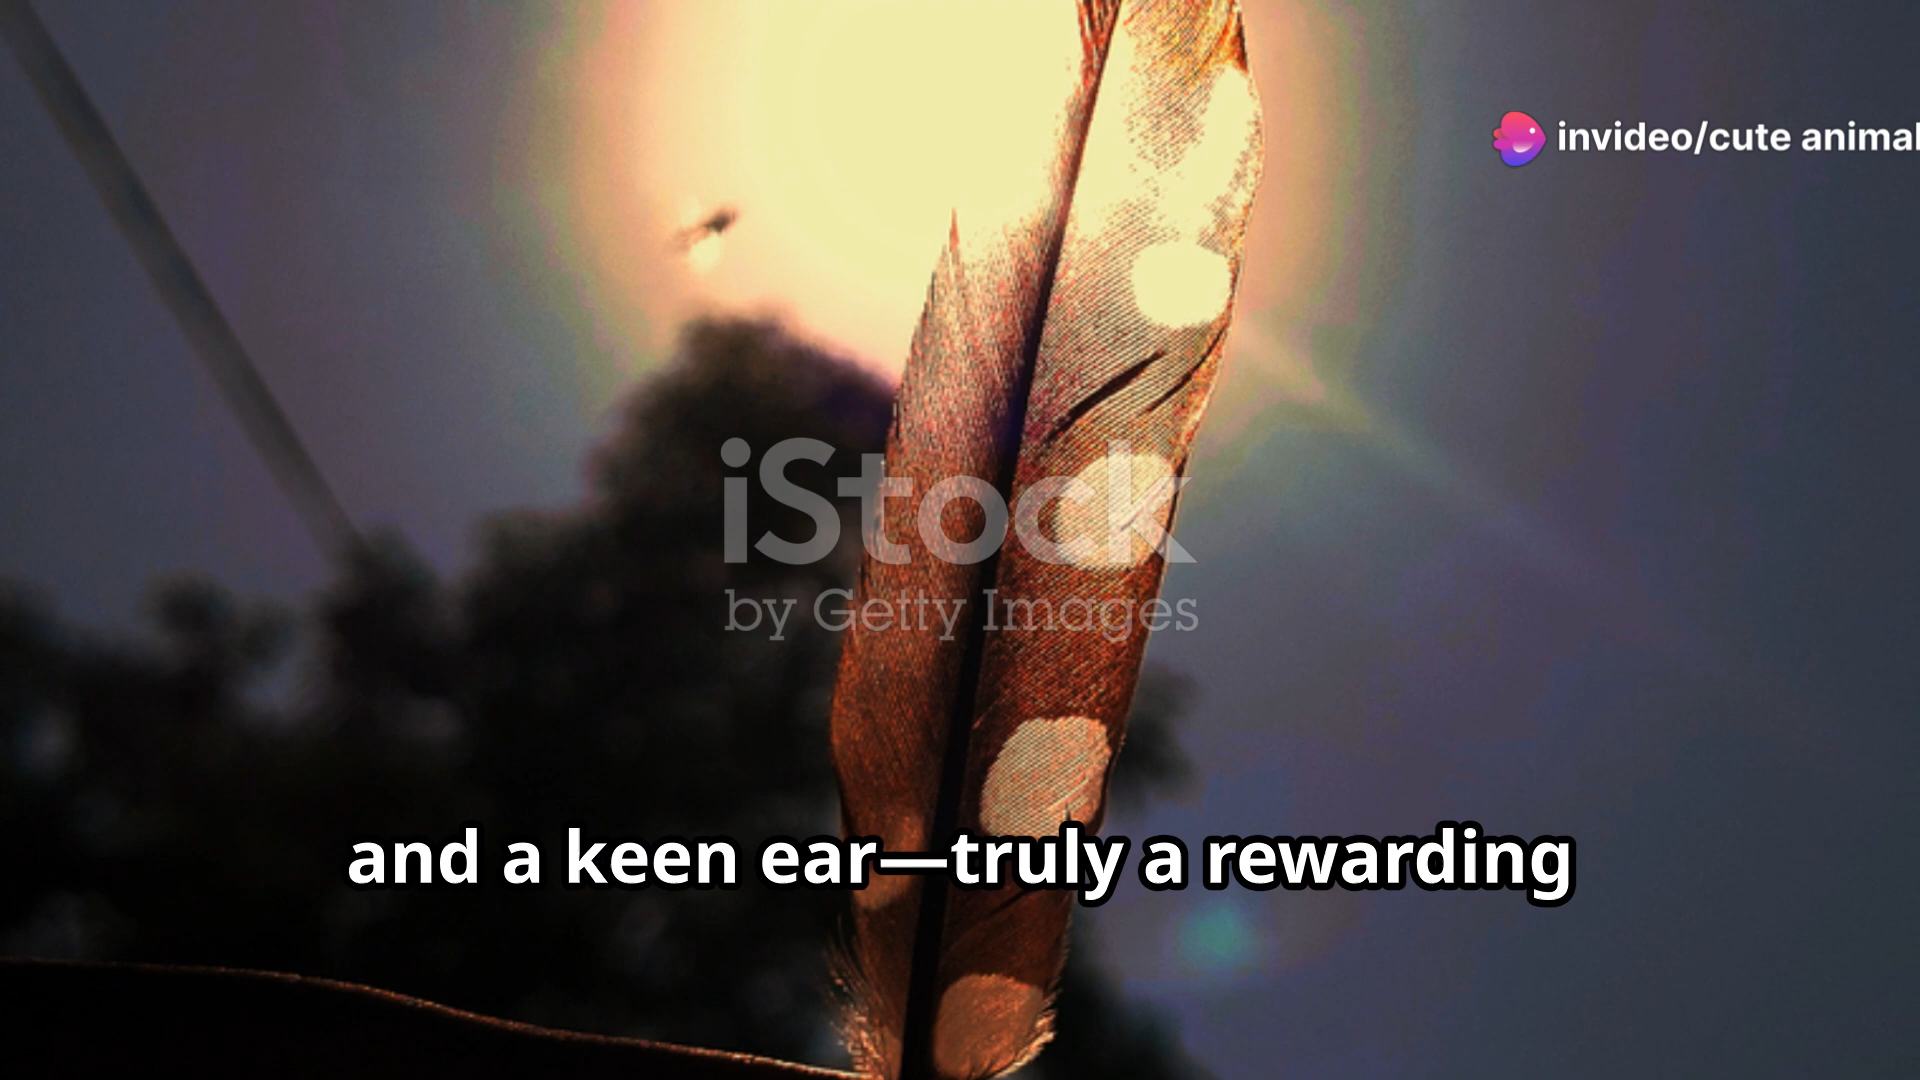 invideo/cute animal
iStock
by Getty Images
and a keen ear—truly a rewarding